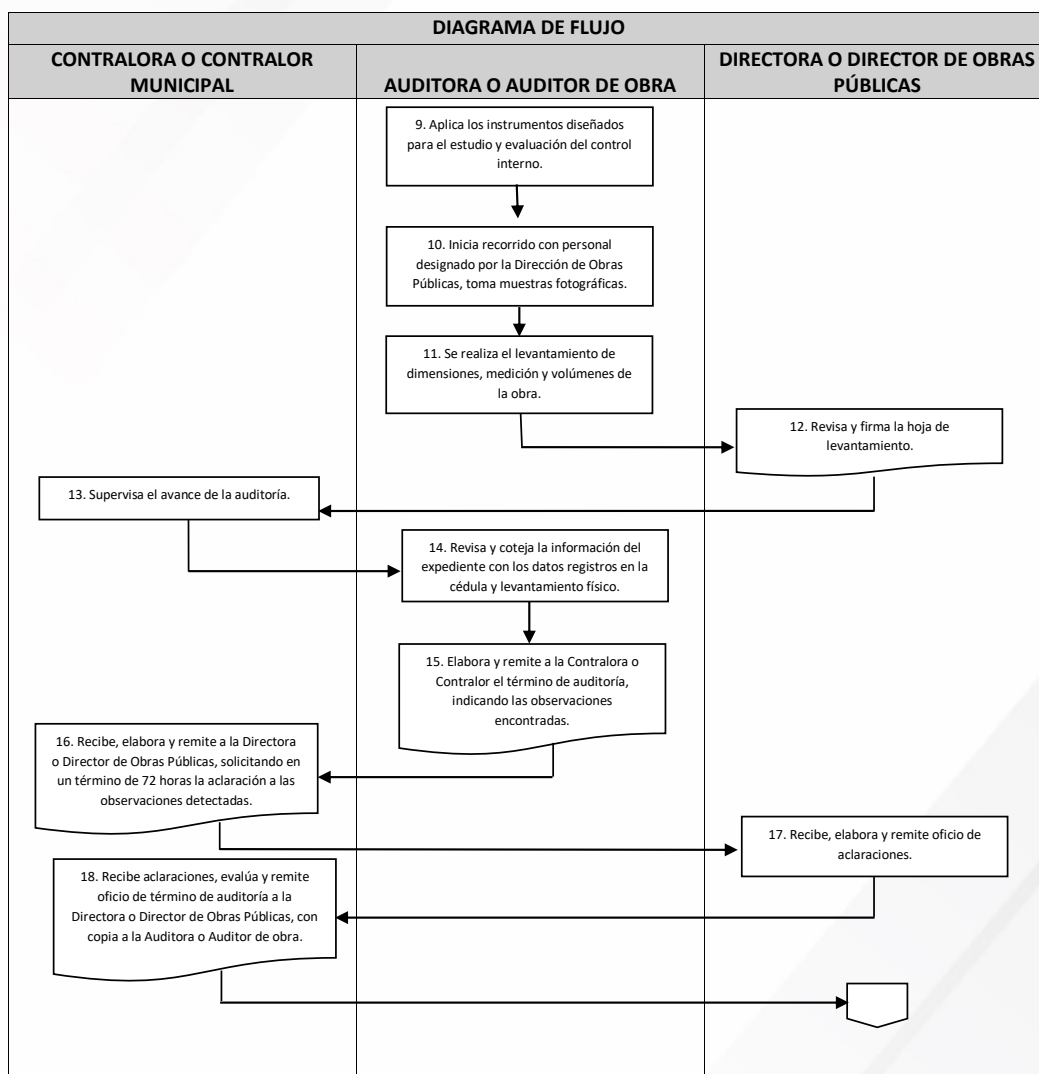 DIAGRAMA DE FLUJO
CONTRALORA O CONTRALOR
MUNICIPAL
AUDITORA O AUDITOR DE OBRA
DIRECTORA O DIRECTOR DE OBRAS
PÚBLICAS
9. Aplica los instrumentos diseñados
para el estudio y evaluación del control
interno.
10. Inicia recorrido con personal
designado por la Dirección de Obras
Públicas, toma muestras fotográficas.
11. Se realiza el levantamiento de
dimensiones, medición y volúmenes de
la obra.
12. Revisa y firma la hoja de
levantamiento.
13. Supervisa el avance de la auditoría.
14. Revisa y coteja la información del
expediente con los datos registros en la
cédula y levantamiento físico.
15. Elabora y remite a la Contralora o
Contralor el término de auditoría,
indicando las observaciones
encontradas.
16. Recibe, elabora y remite a la Directora
o Director de Obras Públicas, solicitando en
un término de 72 horas la aclaración a las
observaciones detectadas.
17. Recibe, elabora y remite oficio de
aclaraciones.
18. Recibe aclaraciones, evalúa y remite
oficio de término de auditoría a la
Directora o Director de Obras Públicas, con
copia a la Auditora o Auditor de obra.